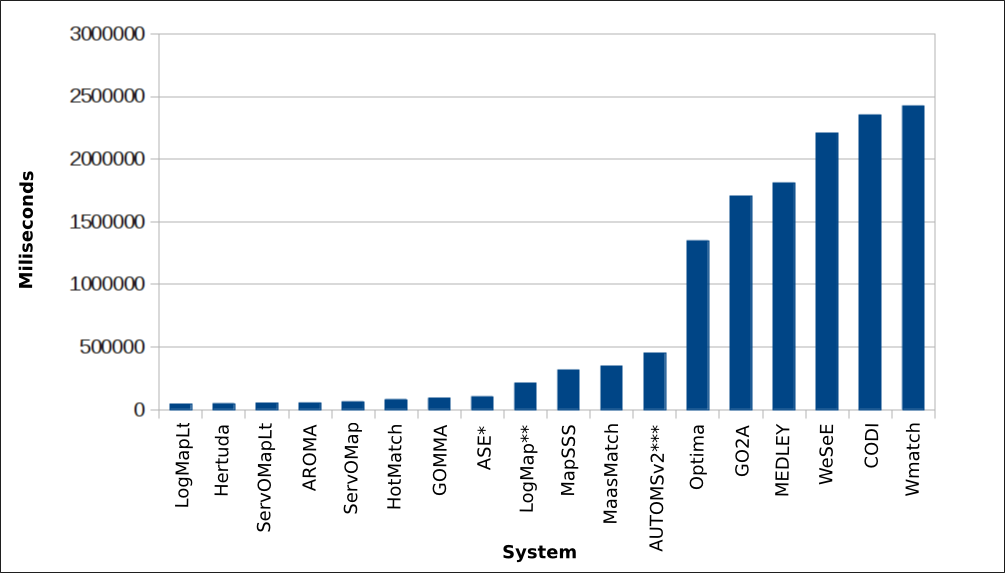 3000000
2500000
2000000
1500000
1000000
500000
0
Miliseconds
LogMapLt
Hertuda
ServOMapLt
AROMA
ServOMap
HotMatch
GOMMA
ASE*
LogMap**
MapSSS
MaasMatch
AUTOMSv2***
Optima
GO2A
MEDLEY
WeSeE
CODI
Wmatch
System